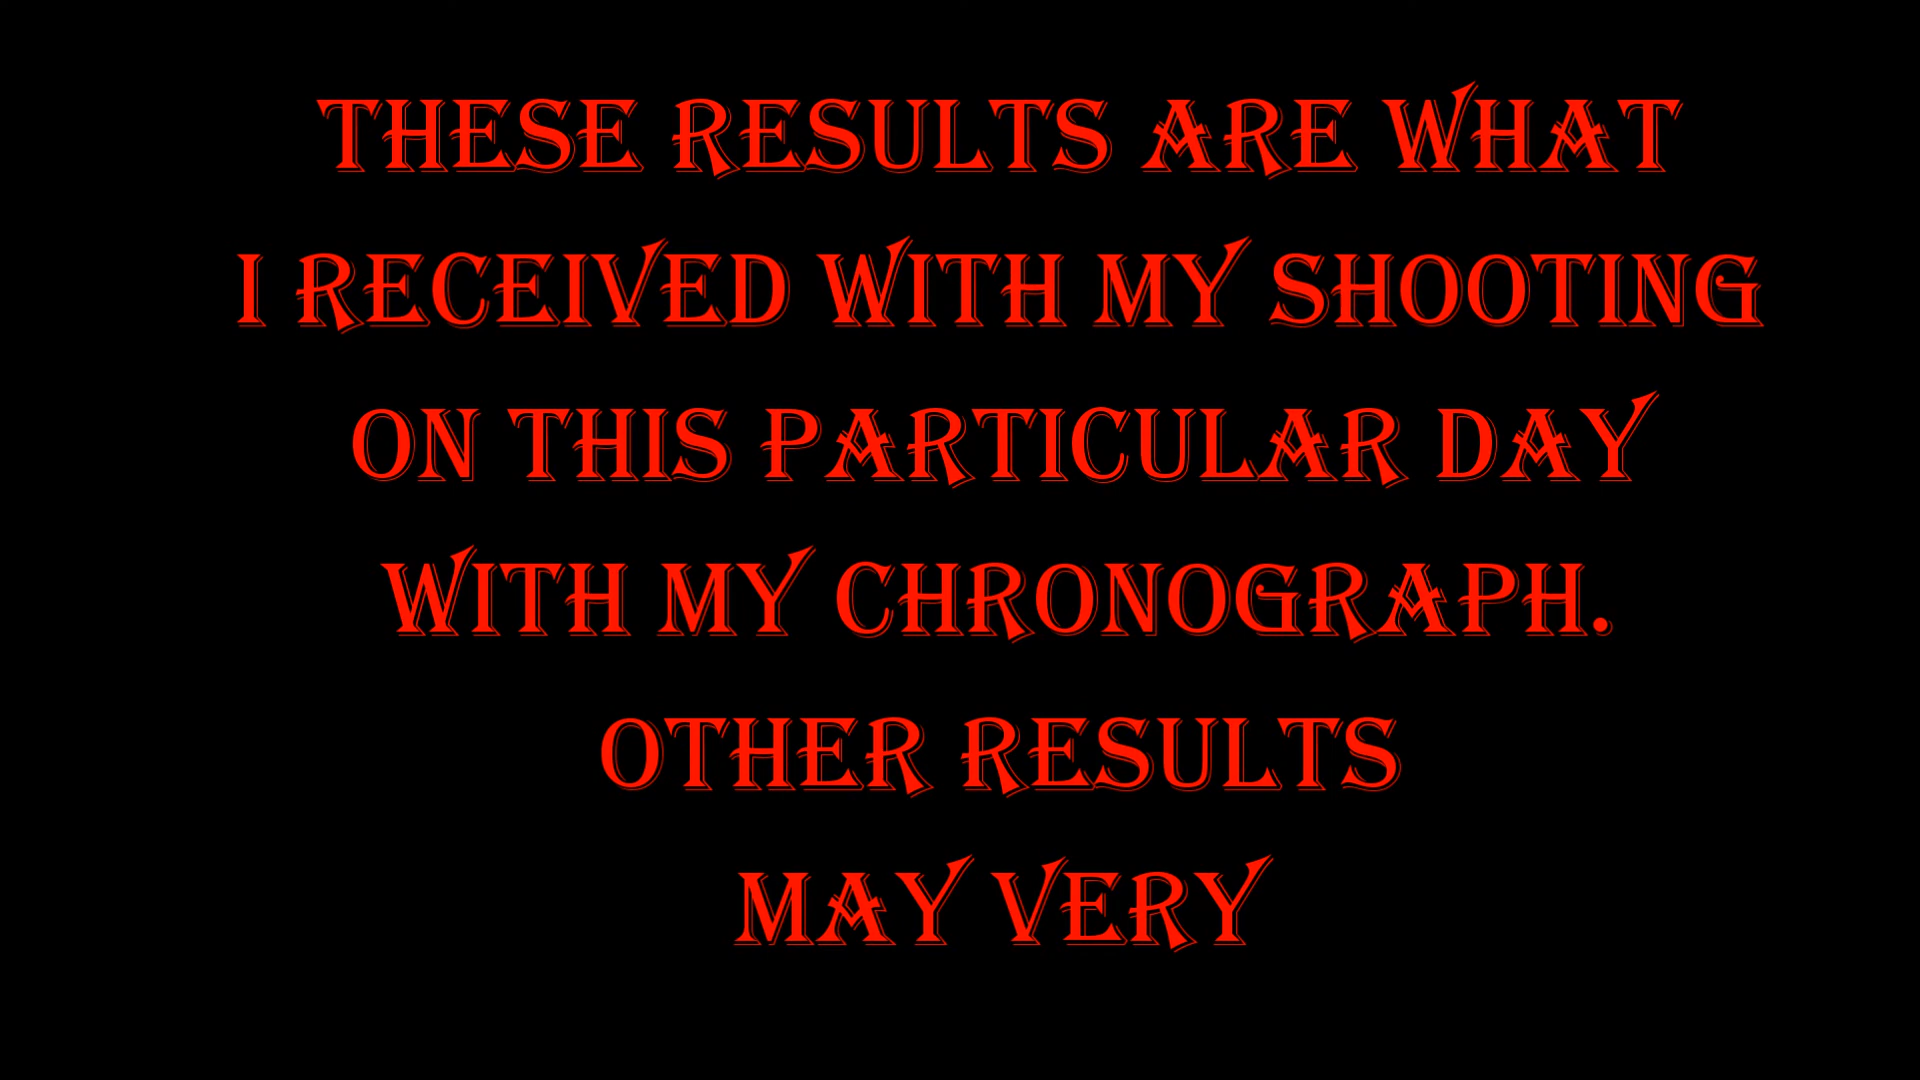 THESE RESULTS ARE WHAT
I RECEIVED WITH MY SHOOTING
ON THIS PARTICULAR DAY
WITH MY CHRONOGRAPH.
OTHER RESULTS
MAY VERY